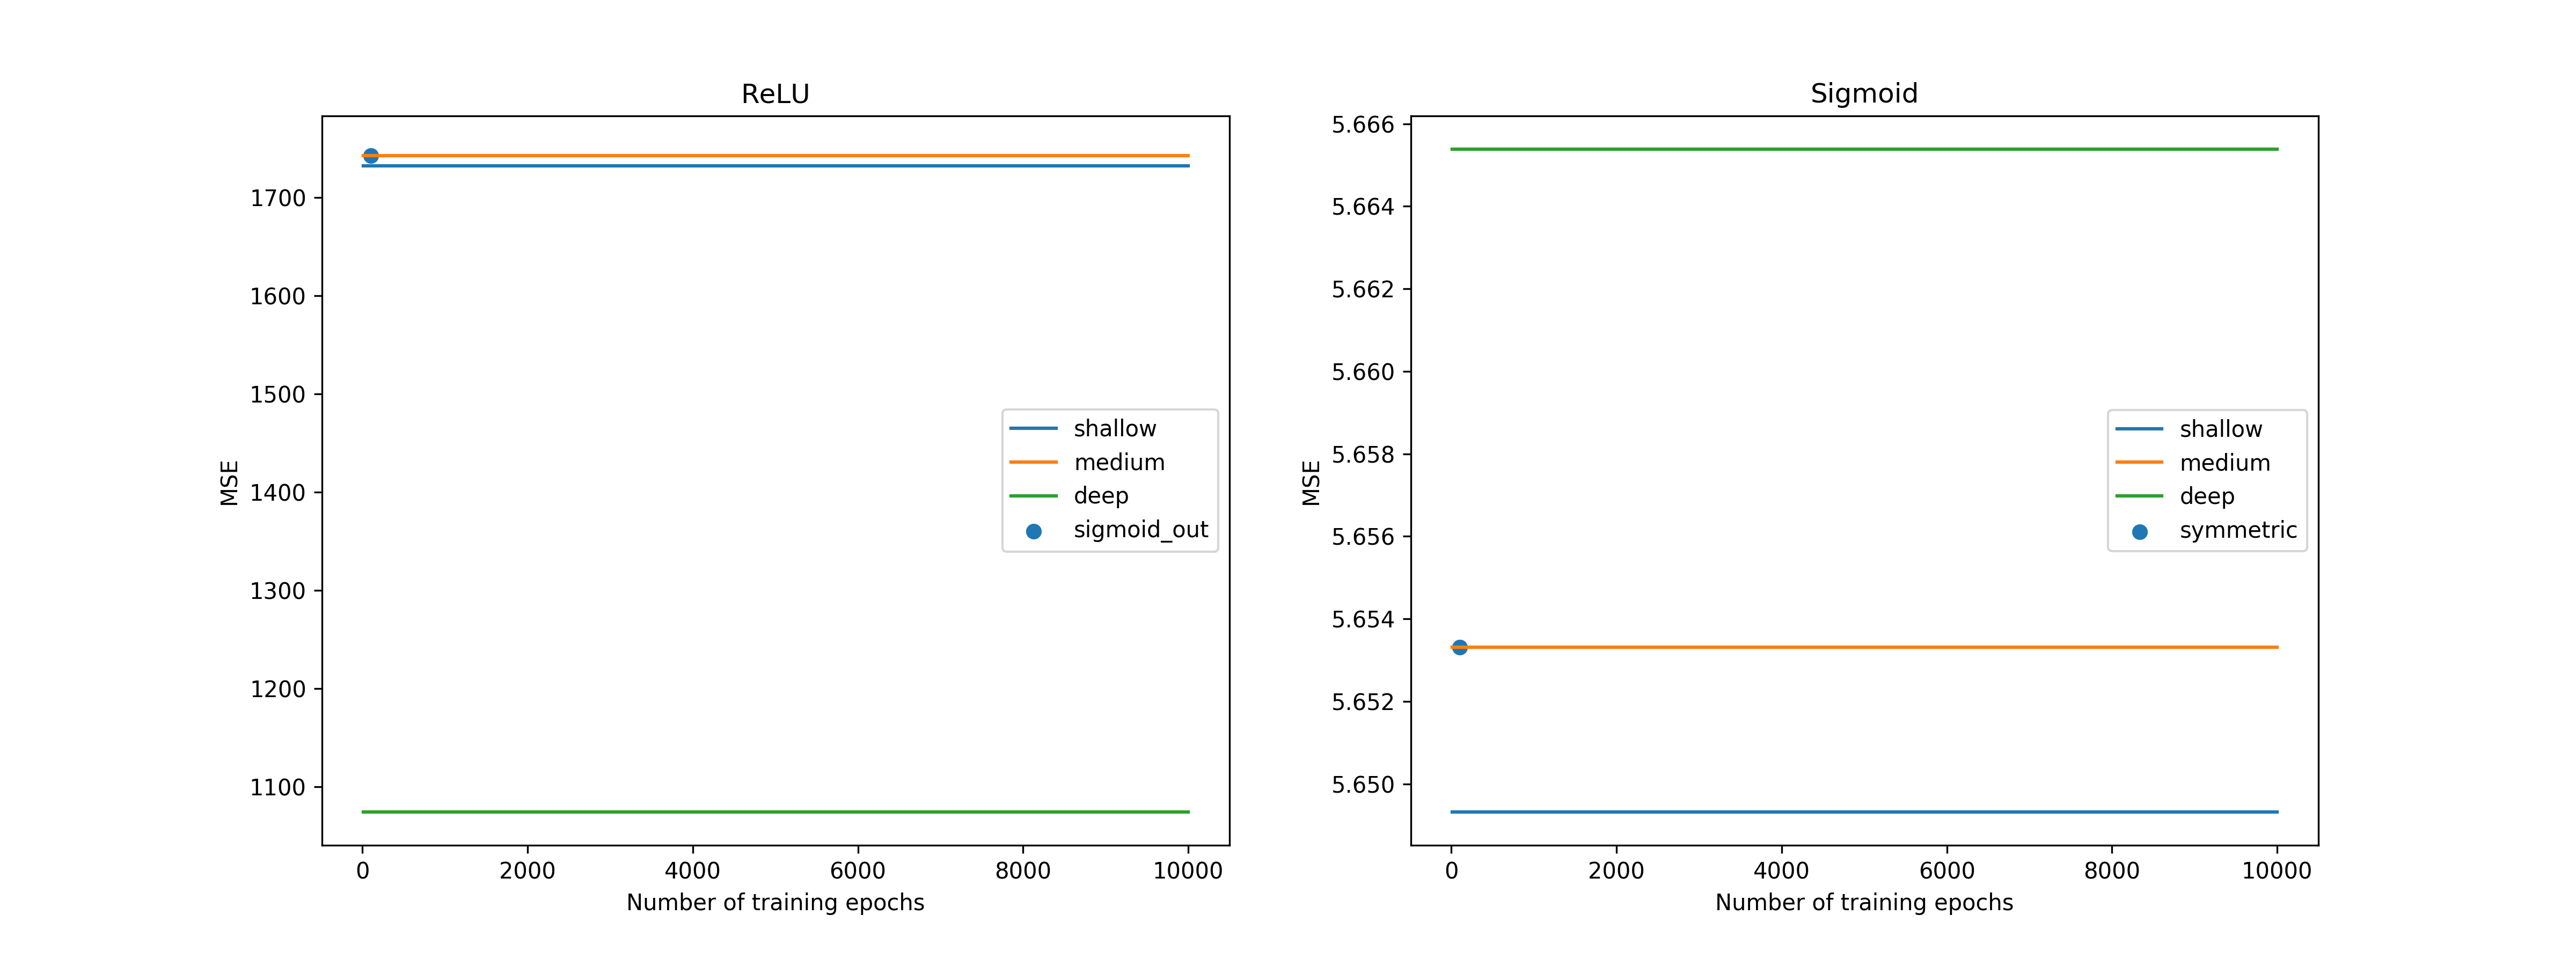 ReLU
MSE
1700
1600
1500
1400
1300
1200
1100
0 2000 4000 6000 8000 10000
Number of training epochs
shallow
medium
deep
sigmoid_out
Sigmoid
MSE
5.666
5.664
5.662
5.660
5.658
5.656
5.654
5.652
5.650
0 2000 4000 6000 8000 10000
Number of training epochs
shallow
medium
deep
symmetric